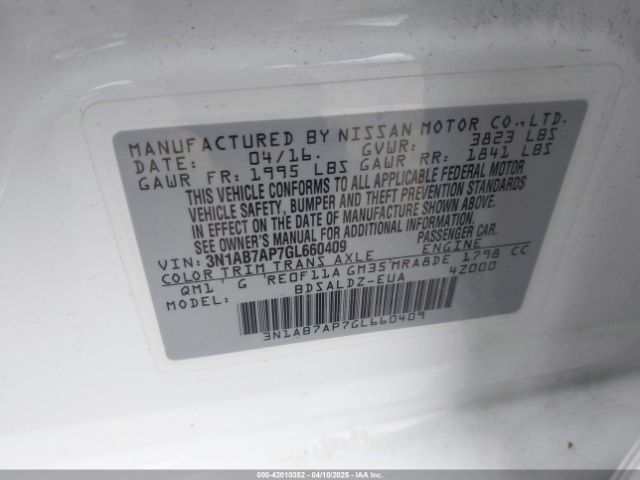 MANUFACTURED BY NISSAN MOTOR CO.,LTD.
DATE: 04/16. GVWR: 3823 LBS
GAWR FR: 1995 LBS GAWR RR: 1841 LBS
THIS VEHICLE CONFORMS TO ALL APPLICABLE FEDERAL MOTOR
VEHICLE SAFETY, BUMPER AND THEFT PREVENTION STANDARDS
IN EFFECT ON THE DATE OF MANUFACTURE SHOWN ABOVE.
SEE OWNER'S MANUAL FOR ADDITIONAL INFORMATION
VIN: 3N1AB7AP7GL660409 PASSENGER CAR.
COLOR TRIM TRANS AXLE ENGINE
QM1 G RE0F11A GM35 MRA8DE 1798 CC
MODEL: BDSALDZ-EUA 42000
3N1AB7AP7GL660409
000-42010352 - 04/10/2025 - IAAI.COM